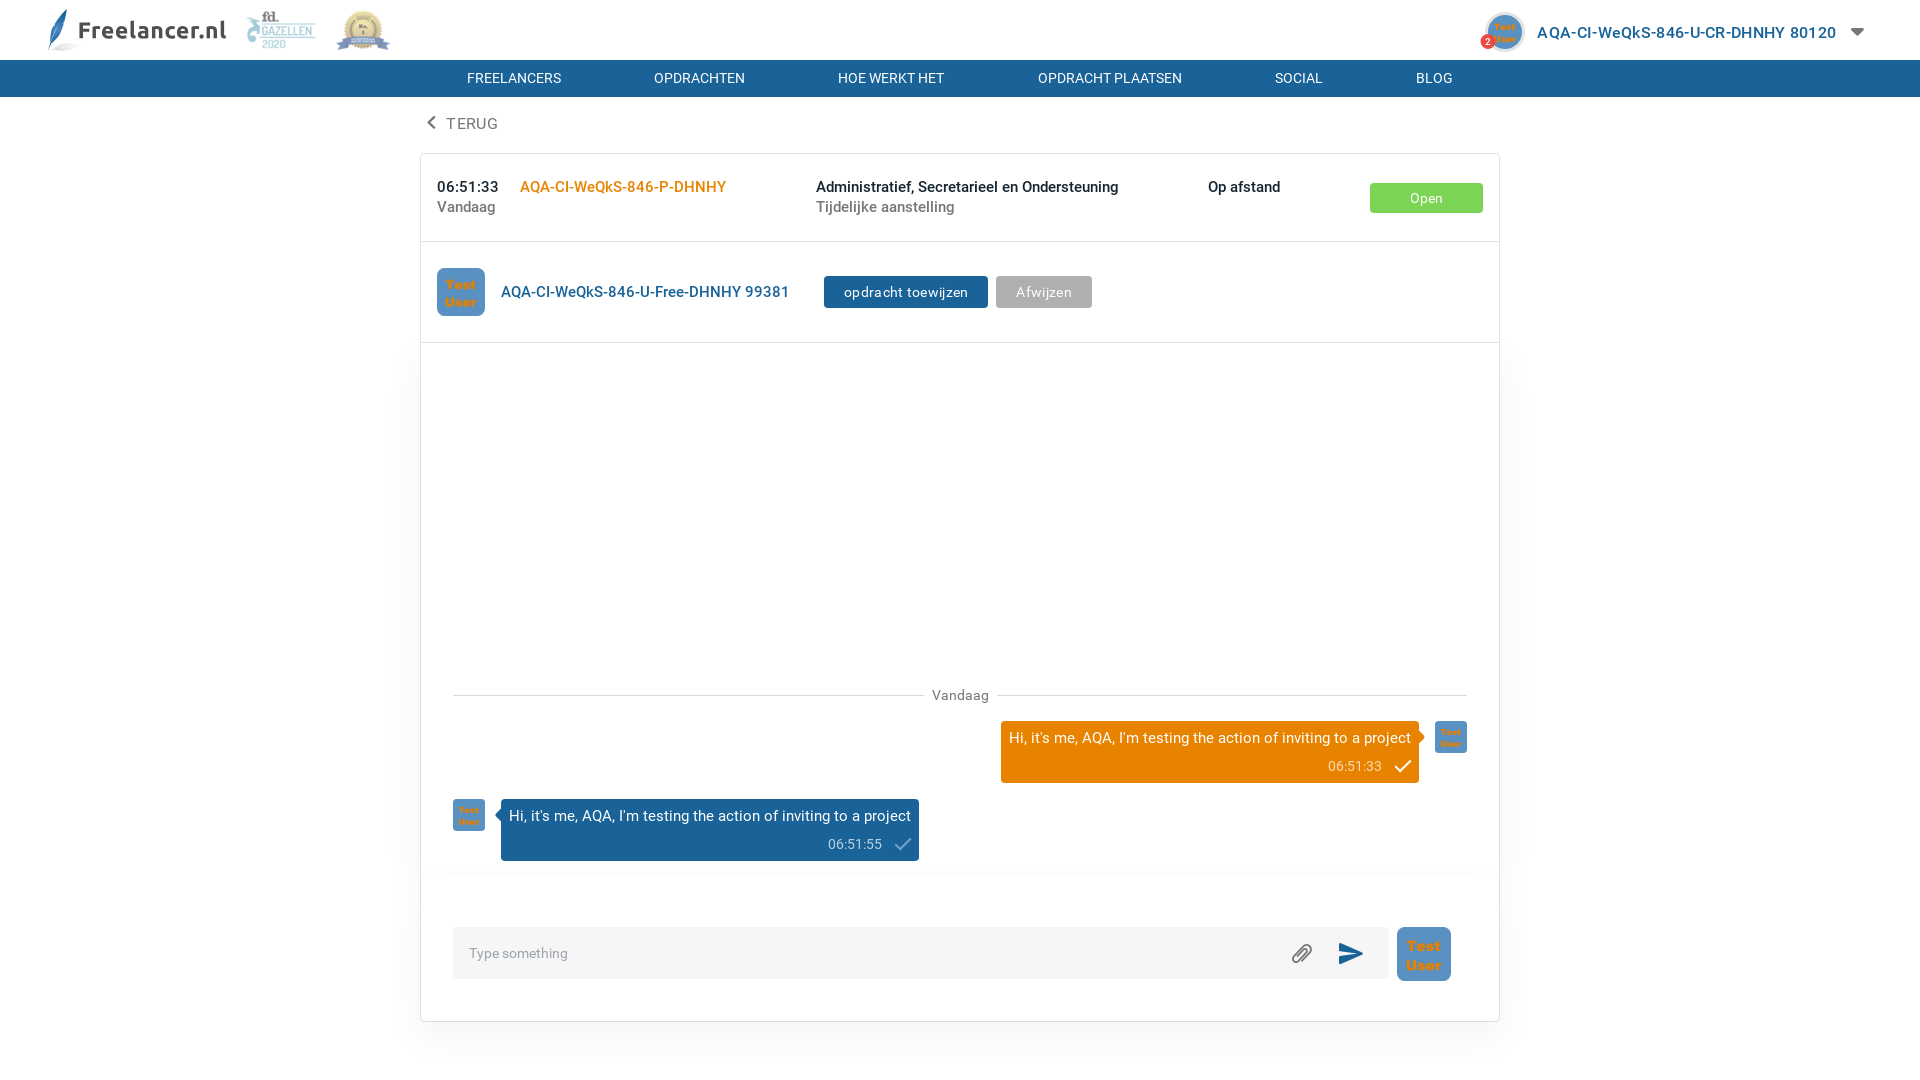 Freelancer.nl fd. GAZELLEN 2020 No. 1
Test User 2 AQA-CI-WeQkS-846-U-CR-DHNHY 80120
FREELANCERS OPDRACHTEN HOE WERKT HET OPDRACHT PLAATSEN SOCIAL BLOG
TERUG
06:51:33 AQA-CI-WeQkS-846-P-DHNHY Administratief, Secretarieel en Ondersteuning Op afstand
Vandaag Tijdelijke aanstelling
Open
Test
User
AQA-CI-WeQkS-846-U-Free-DHNHY 99381 opdracht toewijzen Afwijzen
Vandaag
Hi, it's me, AQA, I'm testing the action of inviting to a project
06:51:33
Test
User
Test
User
Hi, it's me, AQA, I'm testing the action of inviting to a project
06:51:55
Type something
Test
User